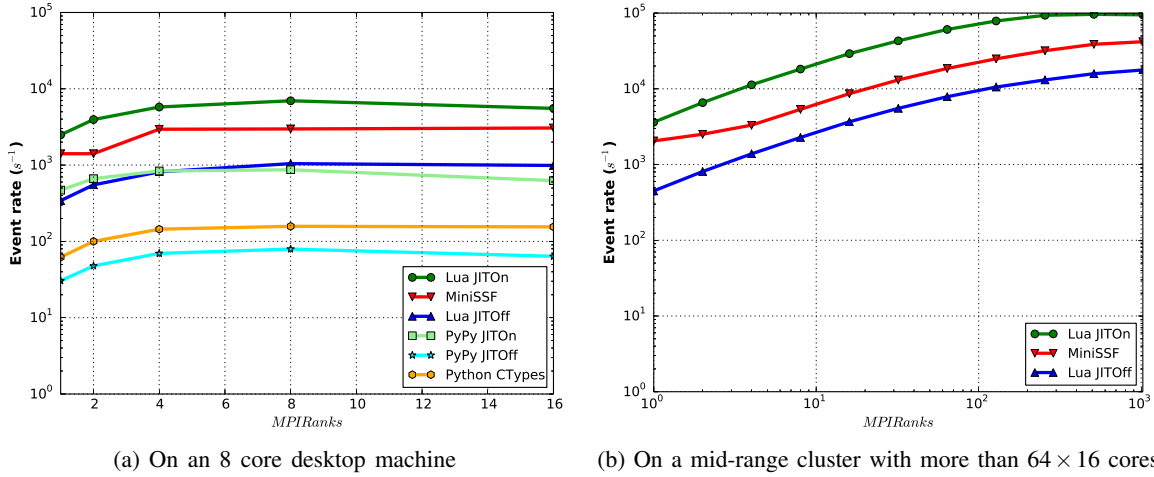 10^5
10^4
10^3
10^2
10^1
10^0
Event rate (s^−1)
2 4 6 8 10 12 14 16
MPIRanks
Lua JITOn
MiniSSF
Lua JITOff
PyPy JITOn
PyPy JITOff
Python CTypes
(a) On an 8 core desktop machine
10^5
10^4
10^3
10^2
10^1
10^0
Event rate (s^−1)
10^0 10^1 10^2 10^3
MPIRanks
Lua JITOn
MiniSSF
Lua JITOff
(b) On a mid-range cluster with more than 64 × 16 cores